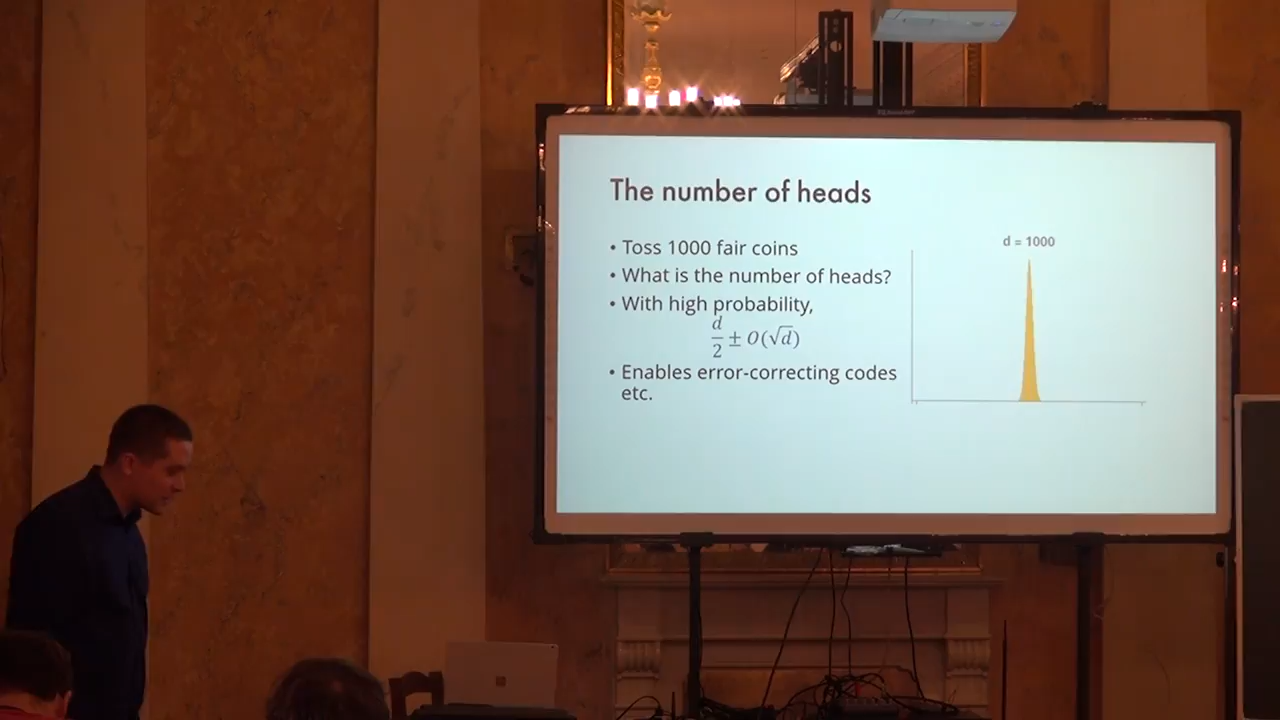 The number of heads
• Toss 1000 fair coins
• What is the number of heads?
• With high probability,
d/2 ± O(√d)
• Enables error-correcting codes
etc.
d = 1000